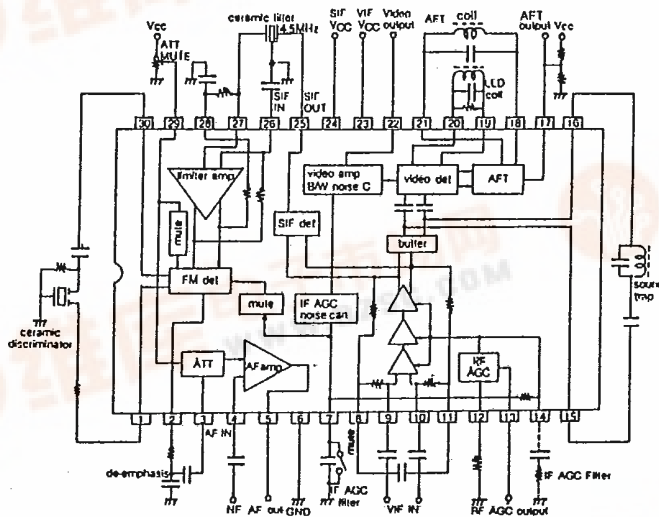 ceramic filter
4.5MHz
Vcc
ATT
MUTE
SIF IN
SIF OUT
SIF VCC
VIF VCC
Video output
AFT coil
LED coil
AFT output
Vcc
30 29 28 27 26 25 24 23 22 21 20 19 18 17 16
limiter amp
mute
FM det
mute
SIF det
video amp
B/W noise C
video det
AFT
buffer
IF AGC
noise can
ATT
AF amp
RF
AGC
ceramic
discriminator
sound
trap
1 2 3 4 5 6 7 8 9 10 11 12 13 14 15
AF IN
mute
de-emphasis
NF
AF out
GND
IF AGC
filter
VIF IN
RF AGC output
IF AGC Filter